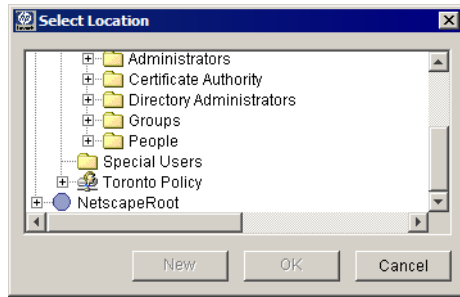 Select Location
Administrators
Certificate Authority
Directory Administrators
Groups
People
Special Users
Toronto Policy
NetscapeRoot
New
OK
Cancel